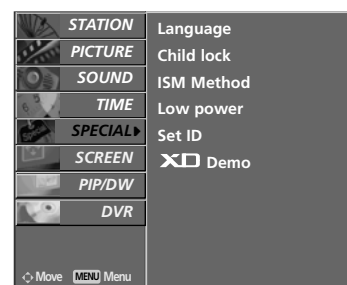 STATION
PICTURE
SOUND
TIME
SPECIAL
SCREEN
PIP/DW
DVR
Move MENU Menu
Language
Child lock
ISM Method
Low power
Set ID
XD Demo